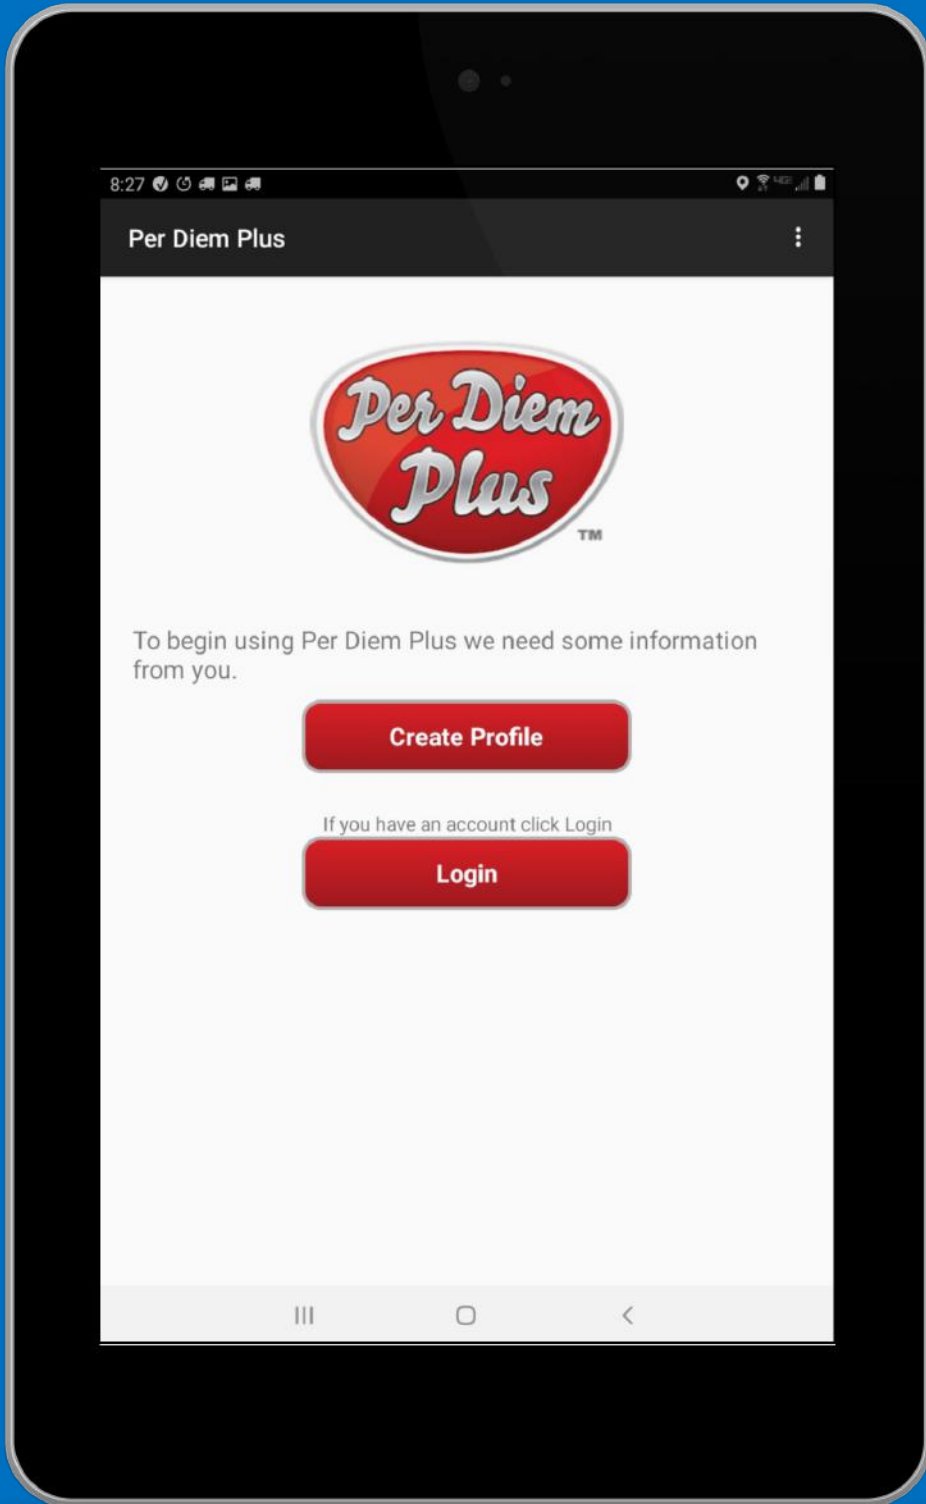 8:27
4GE
Per Diem Plus
Per Diem
Plus
TM
To begin using Per Diem Plus we need some information
from you.
Create Profile
If you have an account click Login
Login